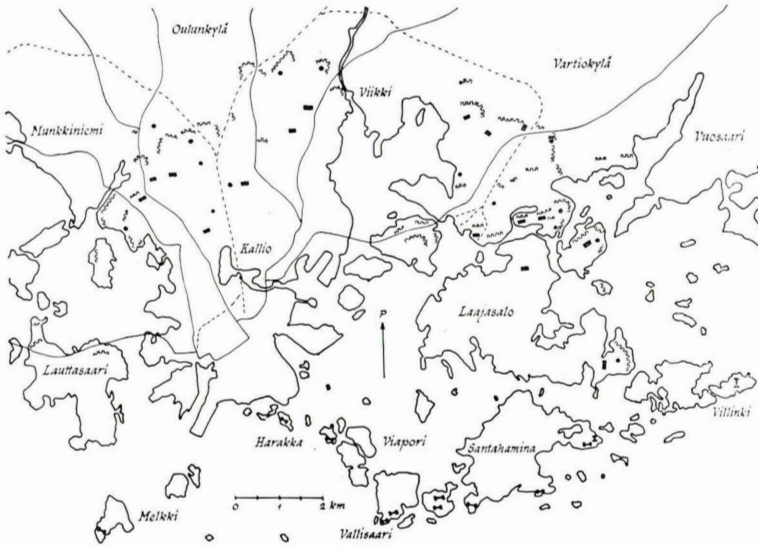 Oulunkylä
Vartiokylä
Viikki
Munkkiniemi
Vuosaari
Kallio
P
Laajasalo
Lauttasaari
Villinki
Harakka
Viapori
Santahamina
0 1 2 km
Melkki
Vallisaari